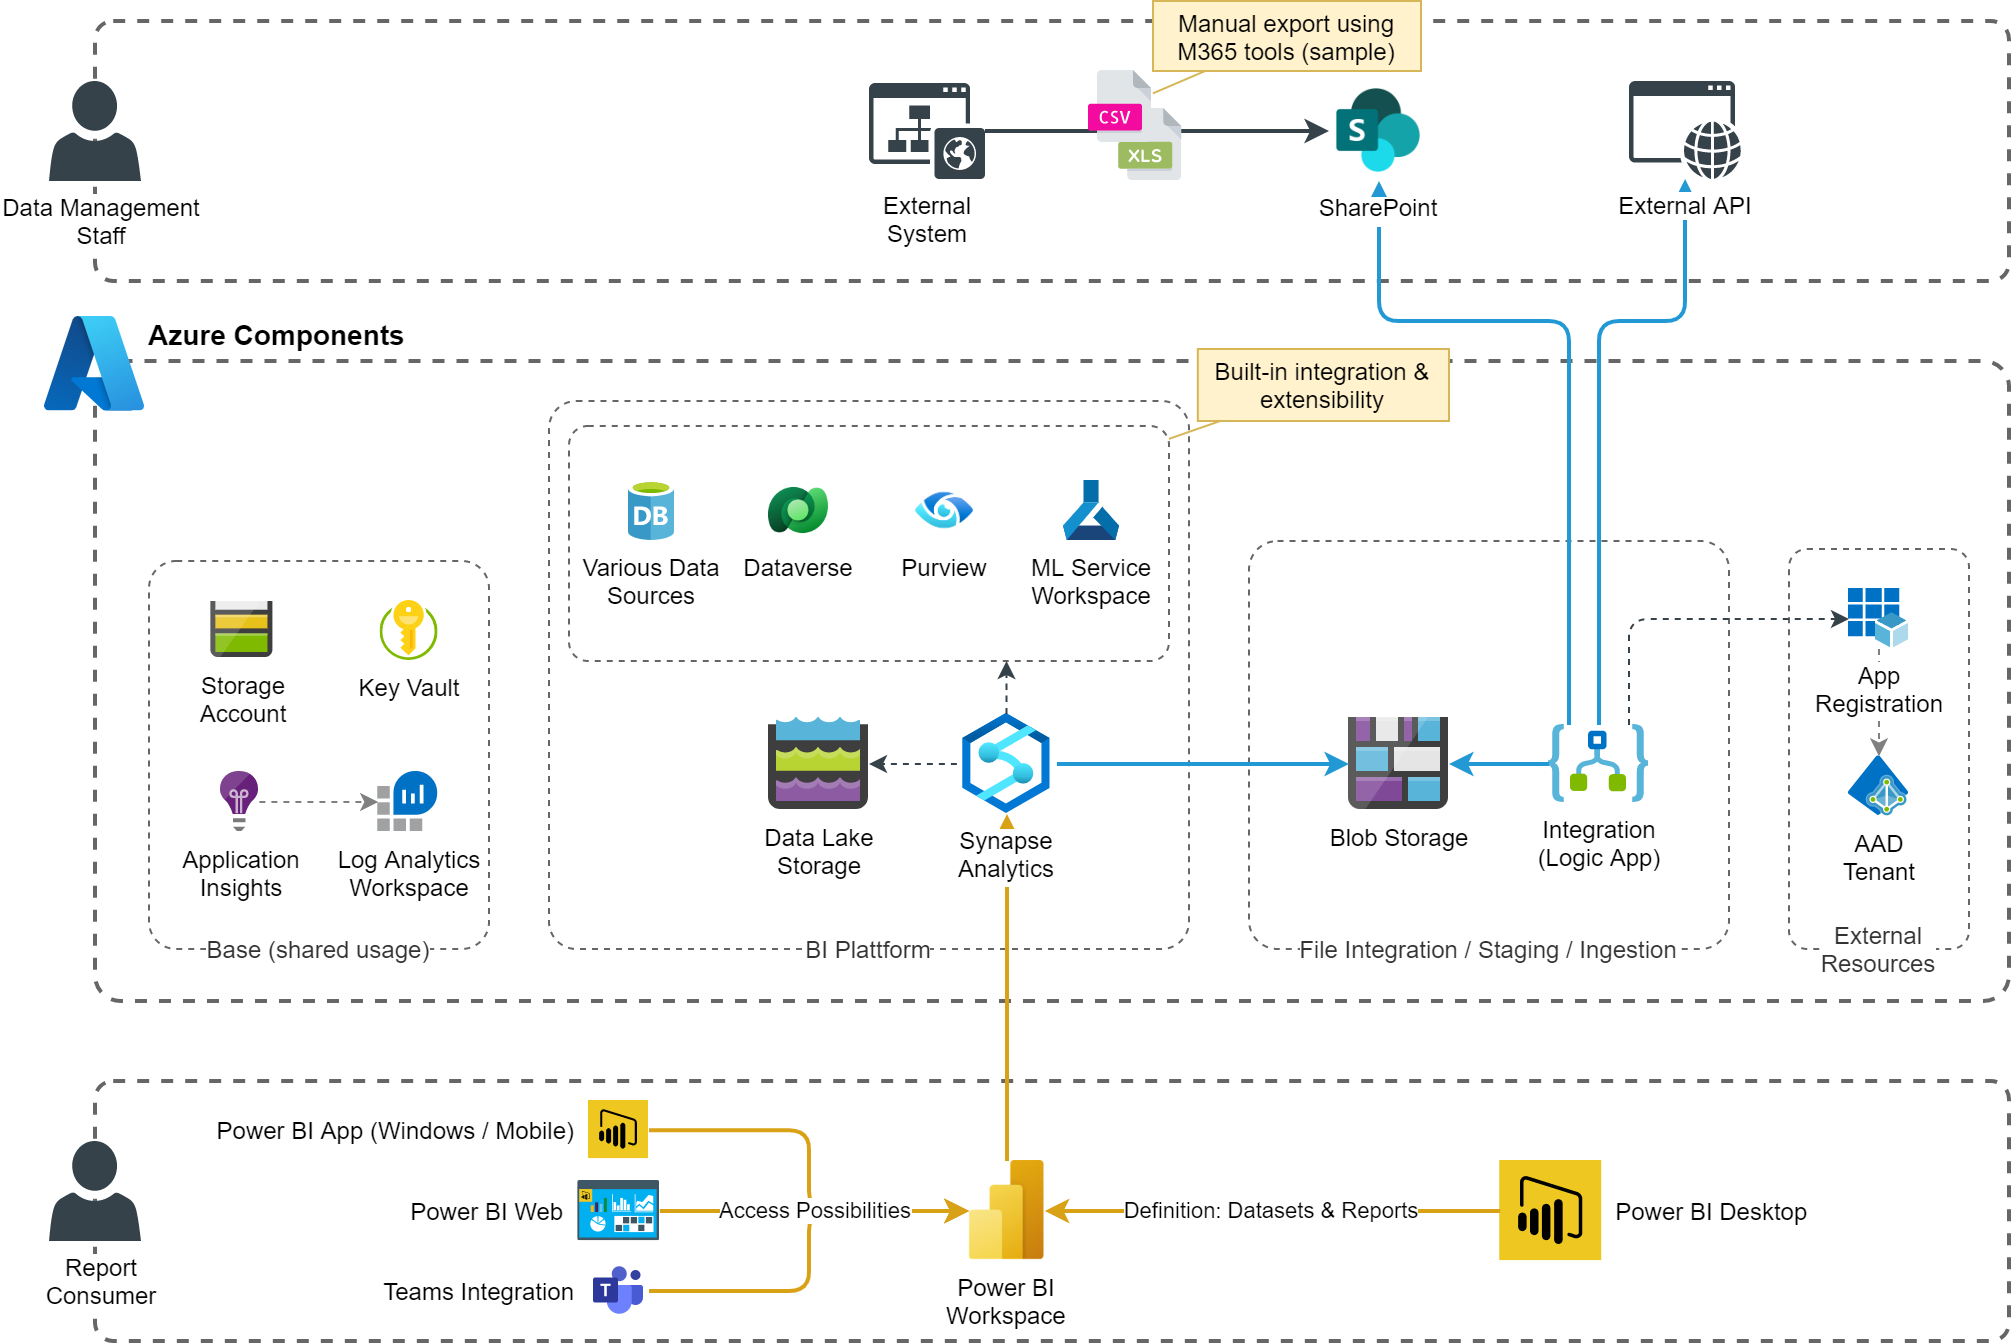 Manual export using
M365 tools (sample)
CSV
XLS
S
Data Management
Staff
External
System
SharePoint
External API
Azure Components
Built-in integration &
extensibility
DB
Various Data
Sources
Dataverse
Purview
ML Service
Workspace
Storage
Account
Key Vault
App
Registration
Data Lake
Storage
Synapse
Analytics
Blob Storage
Integration
(Logic App)
AAD
Tenant
Application
Insights
Log Analytics
Workspace
Base (shared usage)
BI Plattform
File Integration / Staging / Ingestion
External
Resources
Power BI App (Windows / Mobile)
Power BI Web
Access Possibilities
Definition: Datasets & Reports
Power BI Desktop
Report
Consumer
Teams Integration
T
Power BI
Workspace